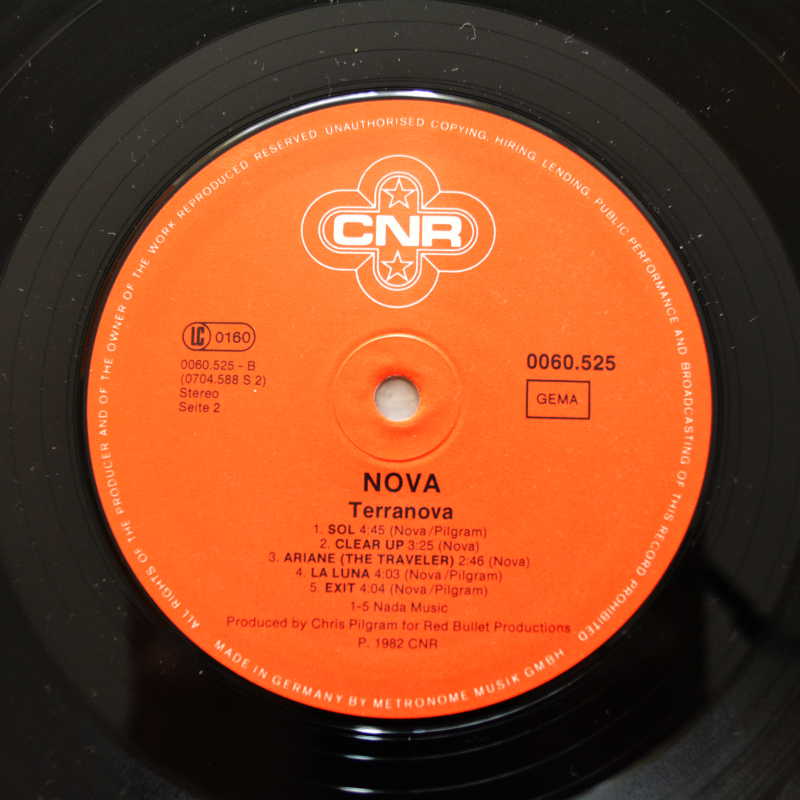 ALL RIGHTS OF THE PRODUCER AND OF THE OWNER OF THE WORK REPRODUCED RESERVED. UNAUTHORISED COPYING, HIRING, LENDING, PUBLIC PERFORMANCE AND BROADCASTING OF THIS RECORD PROHIBITED
CNR
LC 0160
0060.525 - B
(0704.588 S 2)
Stereo
Seite 2
0060.525
GEMA
NOVA
Terranova
1. SOL 4:45 (Nova/Pilgram)
2. CLEAR UP 3:25 (Nova)
3. ARIANE (THE TRAVELER) 2:46 (Nova)
4. LA LUNA 4:03 (Nova/Pilgram)
5. EXIT 4:04 (Nova/Pilgram)
1-5 Nada Music
Produced by Chris Pilgram for Red Bullet Productions
P. 1982 CNR
MADE IN GERMANY BY METRONOME MUSIK GMBH